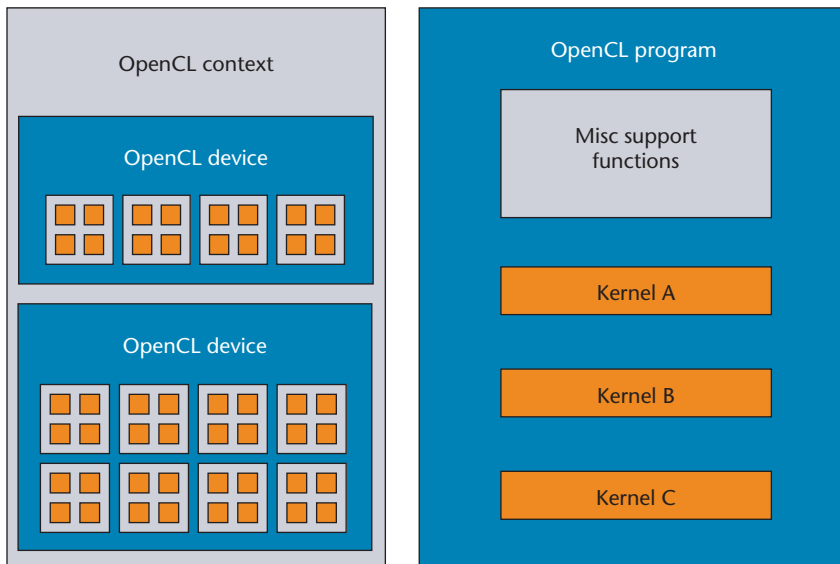 OpenCL context
OpenCL device
OpenCL device
OpenCL program
Misc support
functions
Kernel A
Kernel B
Kernel C